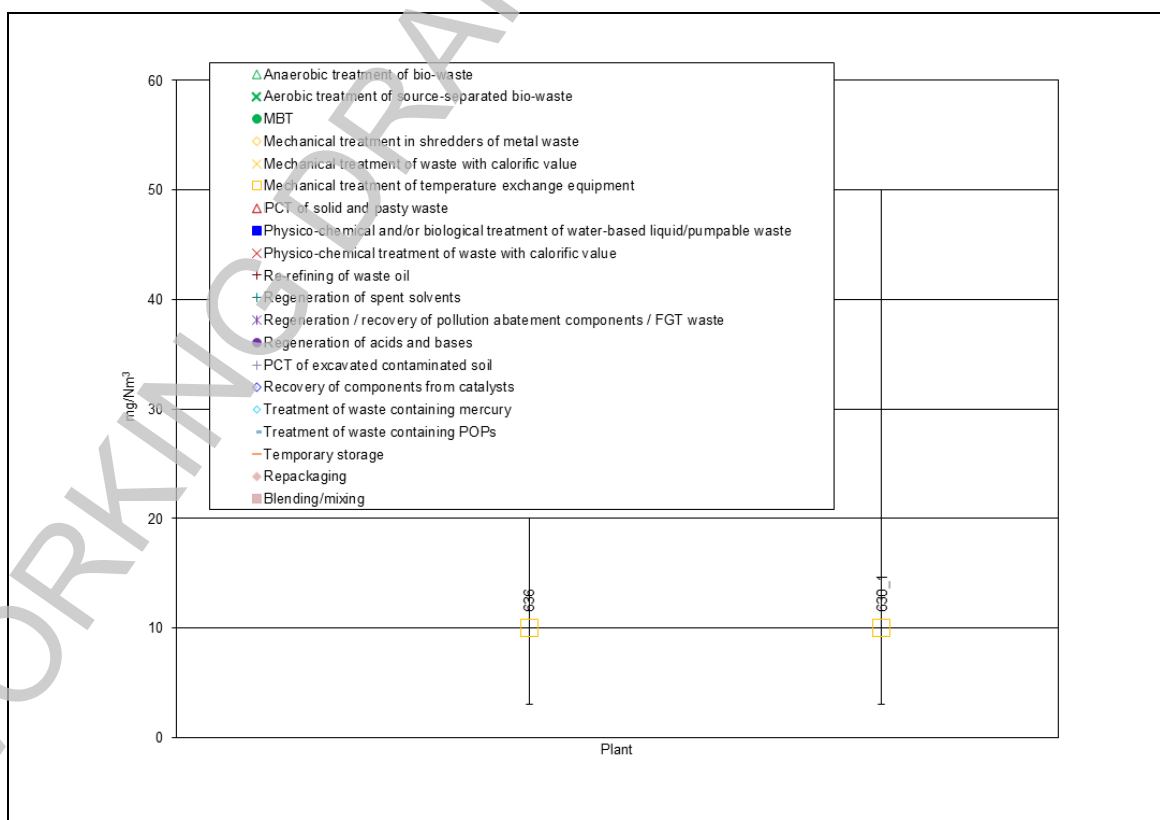 WORKING DRA
60
50
40
30
20
10
0
mg/Nm³
Anaerobic treatment of bio-waste
Aerobic treatment of source-separated bio-waste
MBT
Mechanical treatment in shredders of metal waste
Mechanical treatment of waste with calorific value
Mechanical treatment of temperature exchange equipment
PCT of solid and pasty waste
Physico-chemical and/or biological treatment of water-based liquid/pumpable waste
Physico-chemical treatment of waste with calorific value
Re-refining of waste oil
Regeneration of spent solvents
Regeneration / recovery of pollution abatement components / FGT waste
Regeneration of acids and bases
PCT of excavated contaminated soil
Recovery of components from catalysts
Treatment of waste containing mercury
Treatment of waste containing POPs
Temporary storage
Repackaging
Blending/mixing
636
630_1
Plant